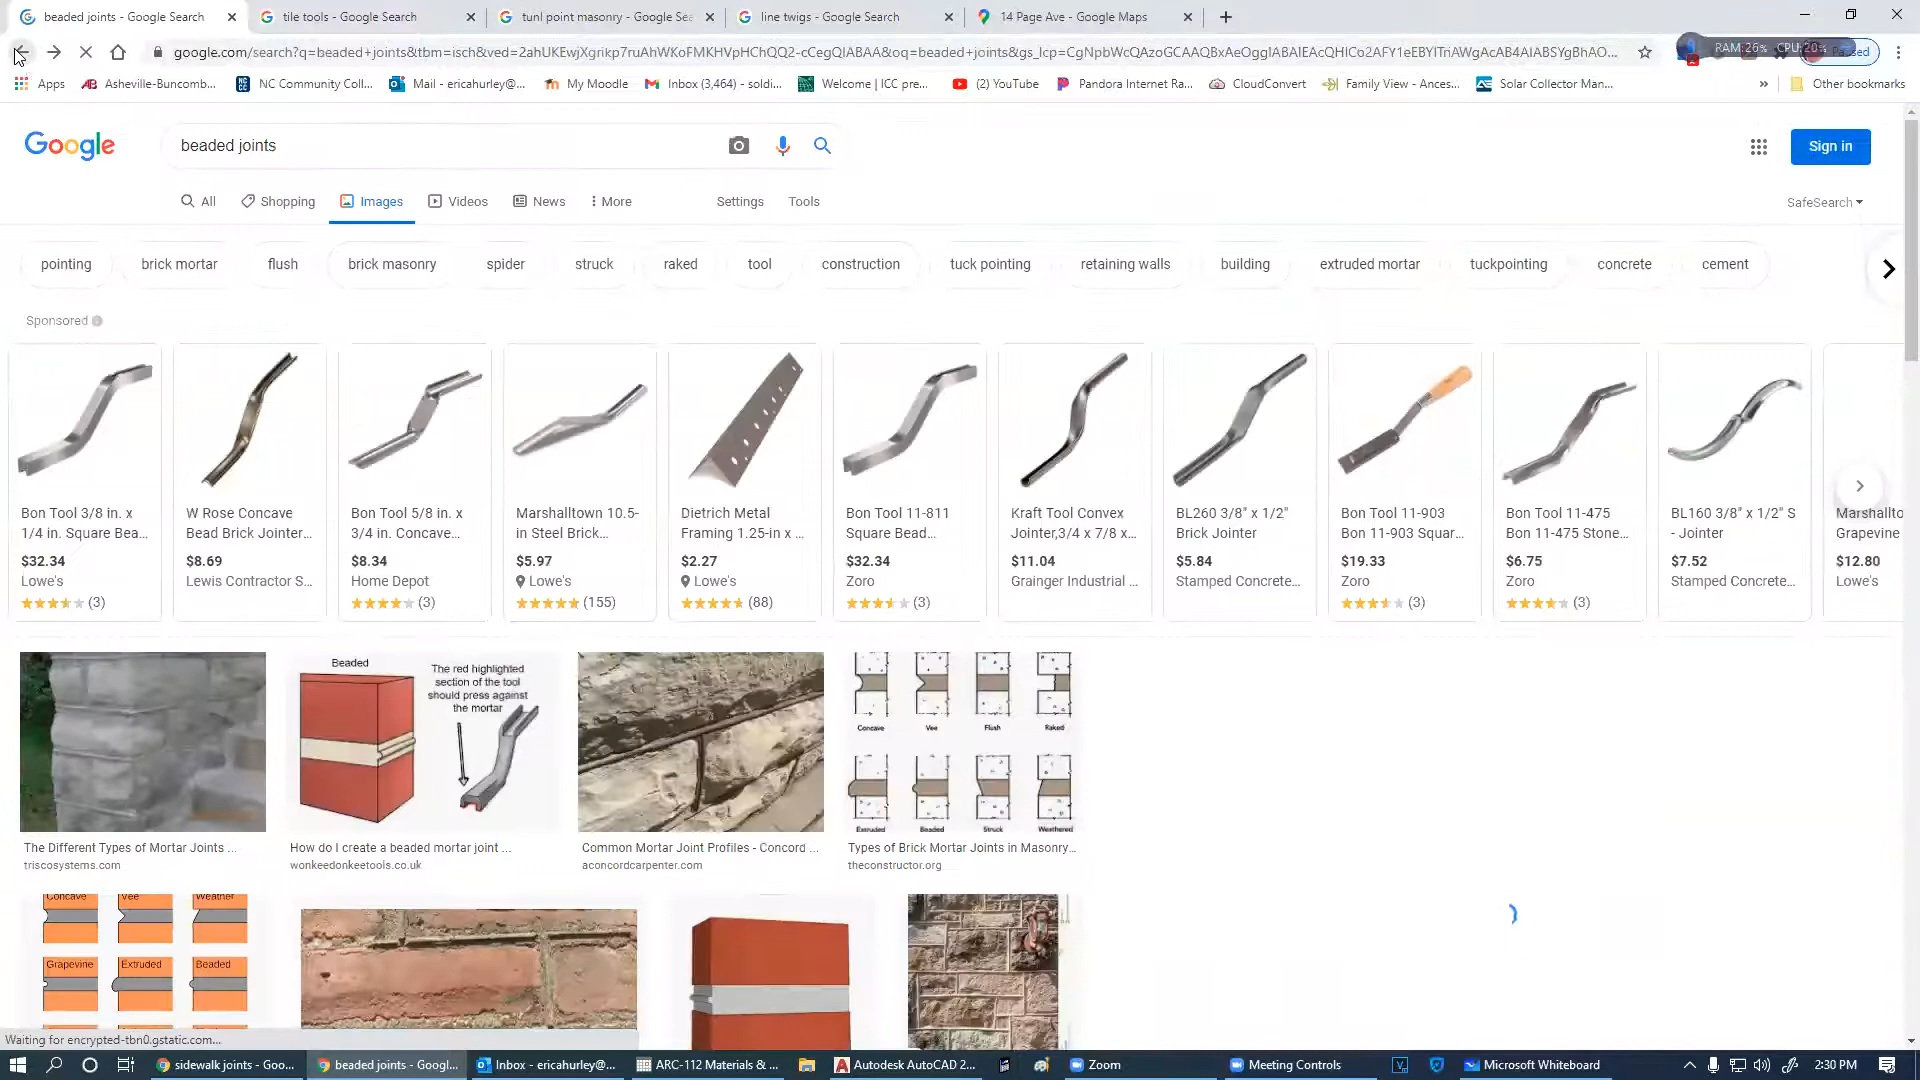 beaded joints - Google Search
tile tools - Google Search
tunl point masonry - Google Sea
line twigs - Google Search
14 Page Ave - Google Maps
google.com/search?q=beaded+joints&tbm=isch&ved=2ahUKEwjXgrikp7ruAhWKoFMKHVpHChQQ2-cCegQIABAA&oq=beaded+joints&gs_lcp=CgNpbWcQAzoGCAAQBxAeOggIABAIEAcQHlCo2AFY1eEBYITriAWgAcAB4AIABSYgBhAO...
RAM:26% CPU:20%
Paused
Apps
Asheville-Buncomb...
NC Community Coll...
Mail - ericahurley@...
My Moodle
Inbox (3,464) - soldi...
Welcome | ICC pre...
(2) YouTube
Pandora Internet Ra...
CloudConvert
Family View - Ances...
Solar Collector Man...
Other bookmarks
Google
beaded joints
Sign in
All
Shopping
Images
Videos
News
More
Settings
Tools
SafeSearch
pointing
brick mortar
flush
brick masonry
spider
struck
raked
tool
construction
tuck pointing
retaining walls
building
extruded mortar
tuckpointing
concrete
cement
Sponsored
Bon Tool 3/8 in. x
1/4 in. Square Bea...
$32.34
Lowe's
(3)
W Rose Concave
Bead Brick Jointer...
$8.69
Lewis Contractor S...
Bon Tool 5/8 in. x
3/4 in. Concave...
$8.34
Home Depot
(3)
Marshalltown 10.5-
in Steel Brick...
$5.97
Lowe's
(155)
Dietrich Metal
Framing 1.25-in x ...
$2.27
Lowe's
(88)
Bon Tool 11-811
Square Bead...
$32.34
Zoro
(3)
Kraft Tool Convex
Jointer,3/4 x 7/8 x...
$11.04
Grainger Industrial ...
BL260 3/8" x 1/2"
Brick Jointer
$5.84
Stamped Concrete...
Bon Tool 11-903
Bon 11-903 Squar...
$19.33
Zoro
(3)
Bon Tool 11-475
Bon 11-475 Stone...
$6.75
Zoro
(3)
BL160 3/8" x 1/2" S
- Jointer
$7.52
Stamped Concrete...
Marshallto
Grapevine
$12.80
Lowe's
Beaded
The red highlighted
section of the tool
should press against
the mortar
Concave
Vee
Flush
Raked
Extruded
Beaded
Struck
Weathered
The Different Types of Mortar Joints ...
triscosystems.com
How do I create a beaded mortar joint ...
wonkeedonkeetools.co.uk
Common Mortar Joint Profiles - Concord ...
aconcordcarpenter.com
Types of Brick Mortar Joints in Masonry...
theconstructor.org
Concave
Vee
Weather
Grapevine
Extruded
Beaded
Waiting for encrypted-tbn0.gstatic.com...
sidewalk joints - Goo...
beaded joints - Googl...
Inbox - ericahurley@...
ARC-112 Materials & ...
Autodesk AutoCAD 2...
Zoom
Meeting Controls
Microsoft Whiteboard
2:30 PM